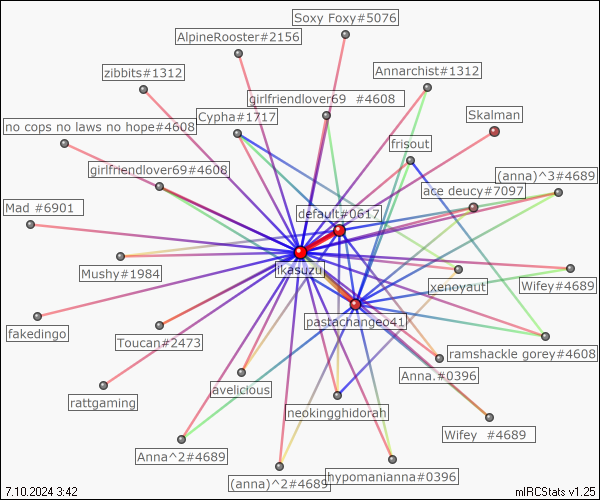 Soxy Foxy#5076
AlpineRooster#2156
zibbits#1312
Annarchist#1312
girlfriendlover69 #4608
Cypha#1717
Skalman
no cops no laws no hope#4608
frisout
girlfriendlover69#4608
(anna)^3#4689
ace deucy#7097
Mad #6901
default#0617
Mushy#1984
ikasuzu
xenoyaut
Wifey#4689
pastachangeo41
fakedingo
Toucan#2473
ramshackle gorey#4608
Anna.#0396
avelicious
rattgaming
neokingghidorah
Wifey #4689
Anna^2#4689
(anna)^2#4689
hypomanianna#0396
7.10.2024 3:42
mIRCStats v1.25